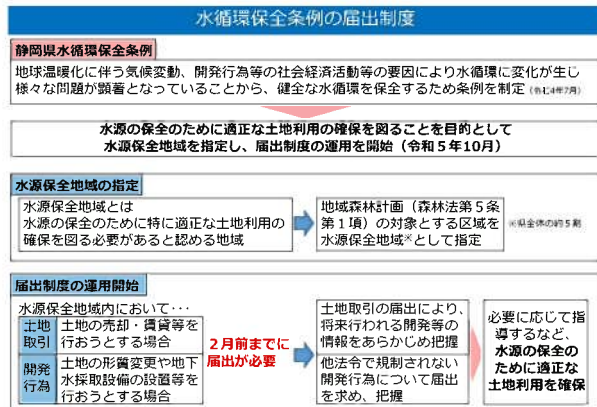 水循環保全条例の届出制度
静岡県水循環保全条例
地球温暖化に伴う気候変動、開発行為等の社会経済活動等の要因により水循環に変化が生じ
様々な問題が顕著となっていることから、健全な水循環を保全するため条例を制定（令和4年7月）
水源の保全のために適正な土地利用の確保を図ることを目的として
水源保全地域を指定し、届出制度の運用を開始（令和５年10月）
水源保全地域の指定
水源保全地域とは
水源の保全のために特に適正な土地利用の
確保を図る必要があると認める地域
地域森林計画（森林法第５条
第１項）の対象とする区域を
水源保全地域※として指定
※県全体の約５割
届出制度の運用開始
水源保全地域内において･･･
土地
取引
土地の売却・賃貸等を
行おうとする場合
開発
行為
土地の形質変更や地下
水採取設備の設置等を
行おうとする場合
２月前までに
届出が必要
土地取引の届出により、
将来行われる開発等の
情報をあらかじめ把握
他法令で規制されない
開発行為について届出
を求め、把握
必要に応じて指
導するなど、
水源の保全の
ために適正な
土地利用を確保